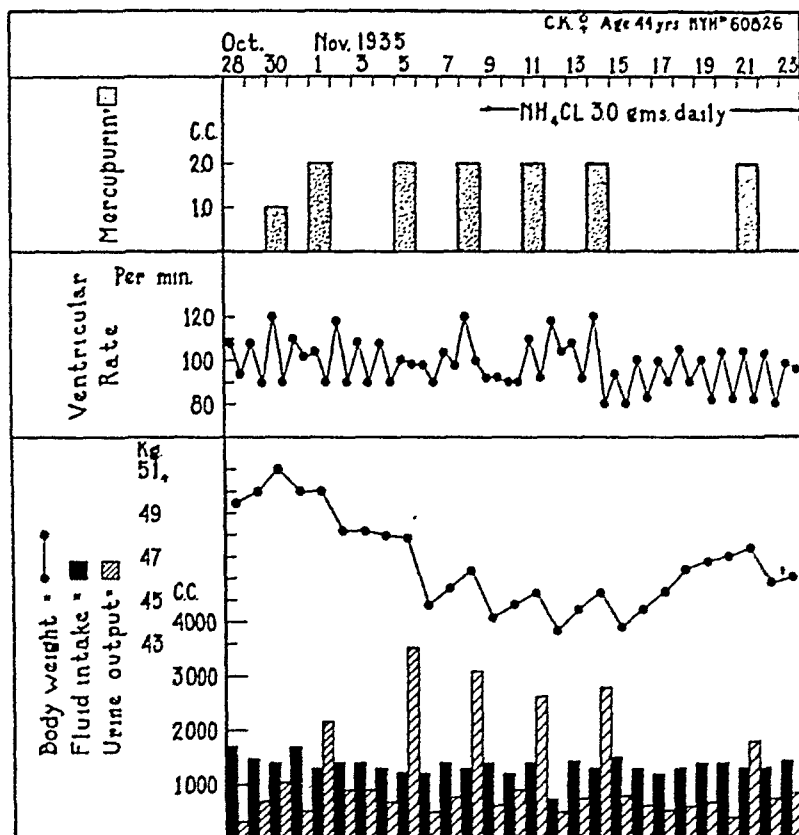 C.K. ♀ Age 44 yrs NYH# 60826
Oct. Nov. 1935
28 30 1 3 5 7 9 11 13 15 17 19 21 23
Mercupurin=
C.C.
2.0
1.0
NH₄CL 3.0 gms. daily
Ventricular Rate
Per min.
120
100
80
Body weight =
Fluid intake =
Urine output=
Kg.
51
49
47
45
43
C.C.
4000
3000
2000
1000